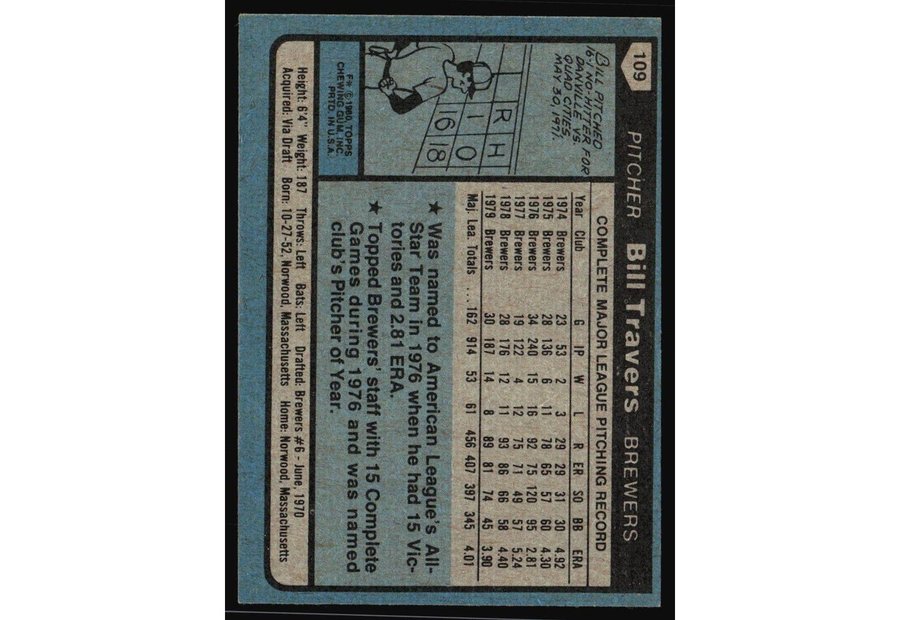 109
PITCHER Bill Travers BREWERS
BILL PITCHED
16-1 NO-HITTER FOR
DANVILLE VS.
QUAD CITIES,
MAY 30, 1971.
R H
1 1 0
16 18
F★ © 1980, TOPPS
CHEWING GUM, INC.
PRTD. IN U.S.A.
COMPLETE MAJOR LEAGUE PITCHING RECORD
Year Club G IP W L R ER SO BB ERA
1974 Brewers 23 53 2 3 29 29 31 30 4.92
1975 Brewers 28 136 6 11 78 65 57 60 4.30
1976 Brewers 34 240 15 16 92 75 120 95 2.81
1977 Brewers 19 122 4 12 75 71 49 57 5.24
1978 Brewers 28 176 12 11 93 86 66 58 4.40
1979 Brewers 30 187 14 8 89 81 74 45 3.90
Maj. Lea. Totals ... 162 914 53 61 456 407 397 345 4.01
★ Was named to American League's All-
Star Team in 1976 when he had 15 Vic-
tories and 2.81 ERA.
★ Topped Brewers' staff with 15 Complete
Games during 1976 and was named
club's Pitcher of Year.
Height: 6'4" Weight: 187 Throws: Left Bats: Left Drafted: Brewers #6 - June, 1970
Acquired: Via Draft Born: 10-27-52, Norwood, Massachusetts Home: Norwood, Massachusetts